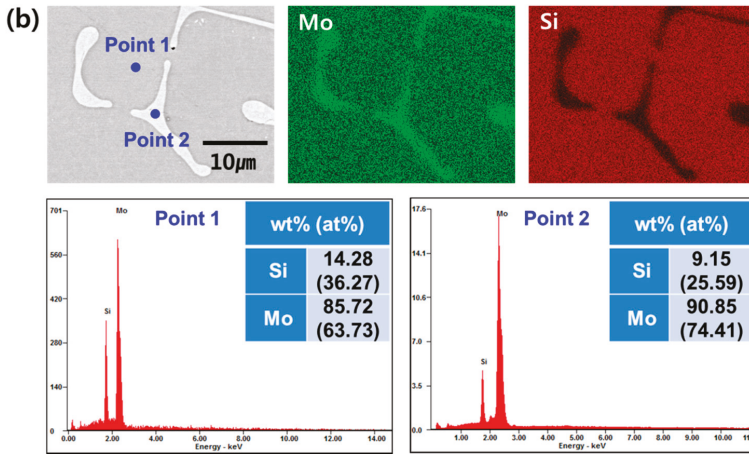 (b)
Point 1
Point 2
10μm
Mo
Si
Point 1
wt% (at%)
Si 14.28 (36.27)
Mo 85.72 (63.73)
701
560
420
280
140
0
Mo
Si
0.00 2.00 4.00 6.00 8.00 10.00 12.00 14.00
Energy - keV
Point 2
wt% (at%)
Si 9.15 (25.59)
Mo 90.85 (74.41)
17.6
14.1
10.6
7.0
3.5
0.0
Mo
Si
1.00 2.00 3.00 4.00 5.00 6.00 7.00 8.00 9.00 10.00
Energy - keV